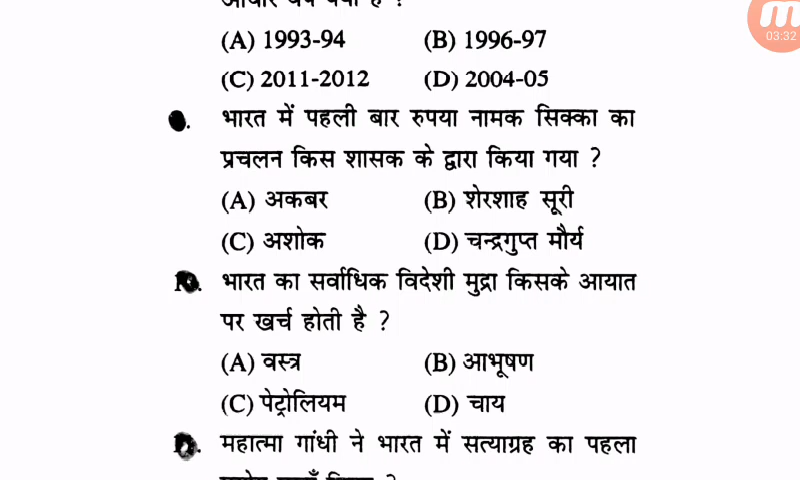 (A) 1993-94 (B) 1996-97
(C) 2011-2012 (D) 2004-05
भारत में पहली बार रुपया नामक सिक्का का
प्रचलन किस शासक के द्वारा किया गया ?
(A) अकबर (B) शेरशाह सूरी
(C) अशोक (D) चन्द्रगुप्त मौर्य
भारत का सर्वाधिक विदेशी मुद्रा किसके आयात
पर खर्च होती है ?
(A) वस्त्र (B) आभूषण
(C) पेट्रोलियम (D) चाय
महात्मा गांधी ने भारत में सत्याग्रह का पहला
03:32